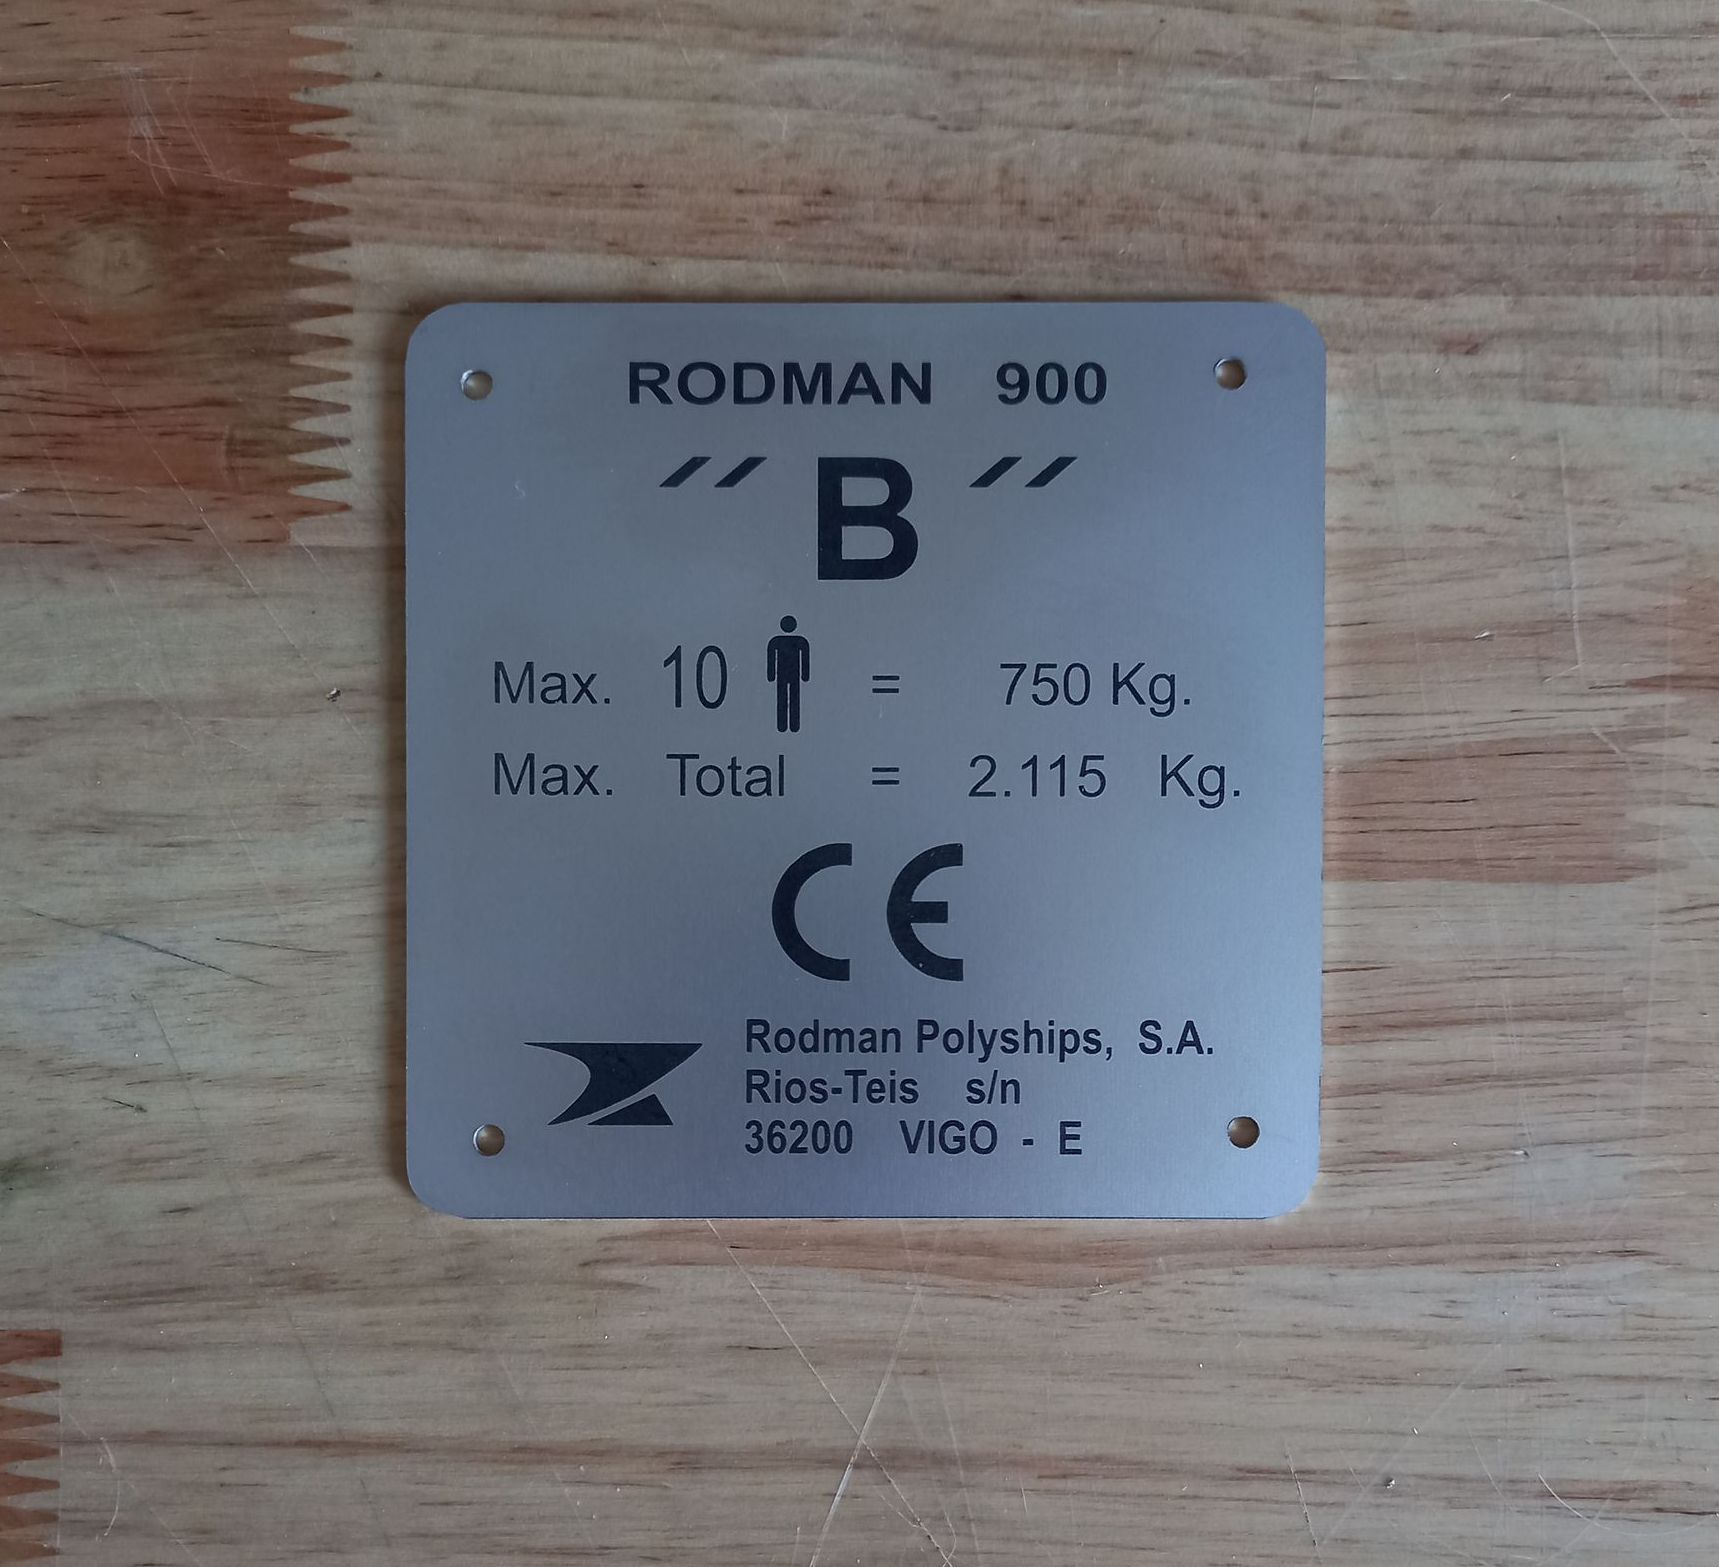 RODMAN 900
"B"
Max. 10 = 750 Kg.
Max. Total = 2.115 Kg.
CE
Rodman Polyships, S.A.
Rios-Teis s/n
36200 VIGO - E